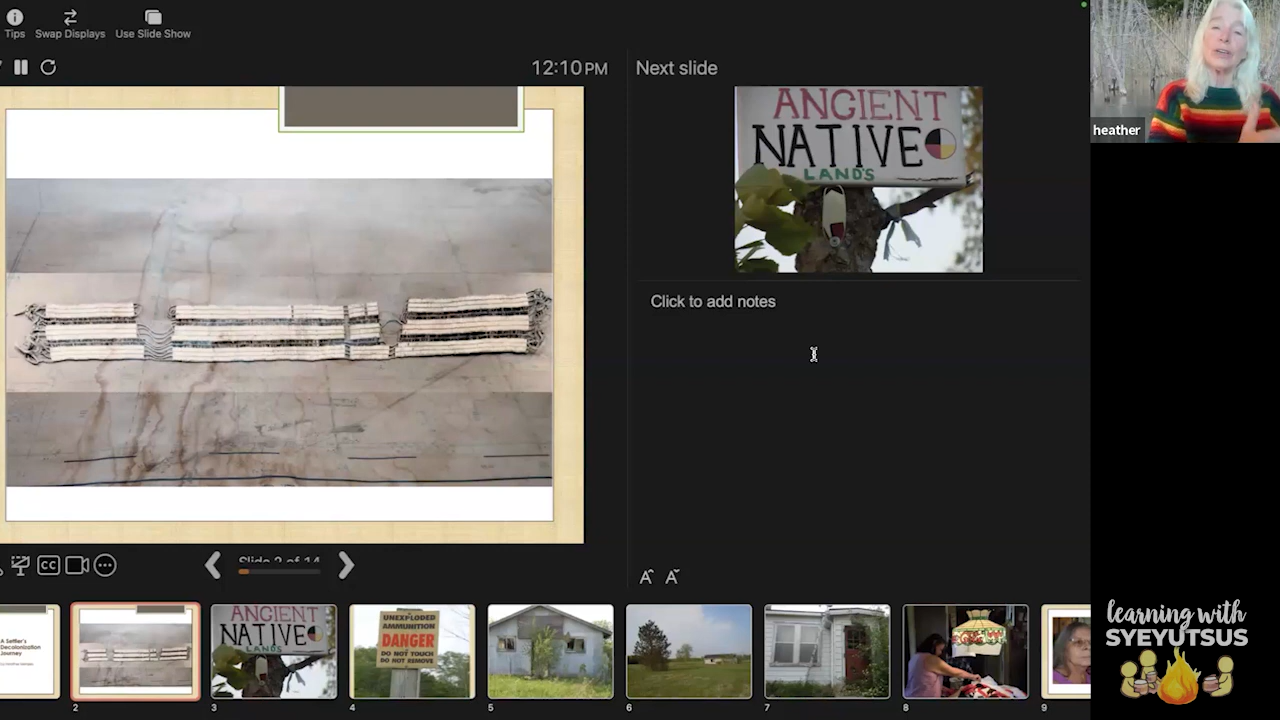 Tips
Swap Displays
Use Slide Show
12:10 PM
Next slide
ANCIENT
NATIVE
LANDS
heather
Click to add notes
CC
Slide 2 of 14
A A
A Settler's
Decolonization
Journey
2
ANCIENT
NATIVE
LANDS
3
UNEXPLODED
AMMUNITION
DANGER
DO NOT TOUCH
DO NOT REMOVE
4
5
6
7
8
9
learning with
SYEYUTSUS